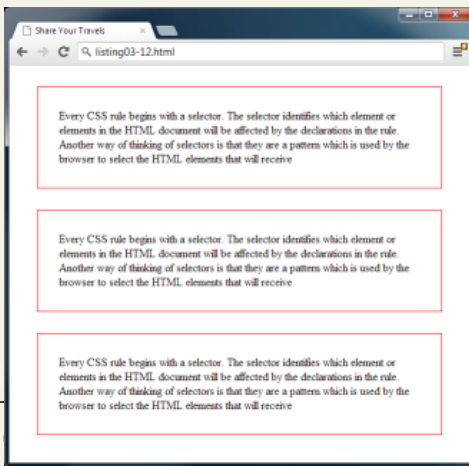 Share Your Travels
listing03-12.html
Every CSS rule begins with a selector. The selector identifies which element or
elements in the HTML document will be affected by the declarations in the rule.
Another way of thinking of selectors is that they are a pattern which is used by the
browser to select the HTML elements that will receive
Every CSS rule begins with a selector. The selector identifies which element or
elements in the HTML document will be affected by the declarations in the rule.
Another way of thinking of selectors is that they are a pattern which is used by the
browser to select the HTML elements that will receive
Every CSS rule begins with a selector. The selector identifies which element or
elements in the HTML document will be affected by the declarations in the rule.
Another way of thinking of selectors is that they are a pattern which is used by the
browser to select the HTML elements that will receive